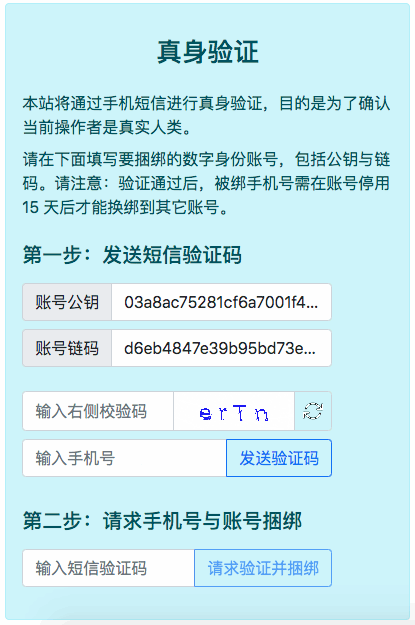 真身验证
本站将通过手机短信进行真身验证，目的是为了确认
当前操作者是真实人类。
请在下面填写要捆绑的数字身份账号，包括公钥与链
码。请注意：验证通过后，被绑手机号需在账号停用
15 天后才能换绑到其它账号。
第一步：发送短信验证码
账号公钥 03a8ac75281cf6a7001f4...
账号链码 d6eb4847e39b95bd73e...
输入右侧校验码 erTn
输入手机号 发送验证码
第二步：请求手机号与账号捆绑
输入短信验证码 请求验证并捆绑